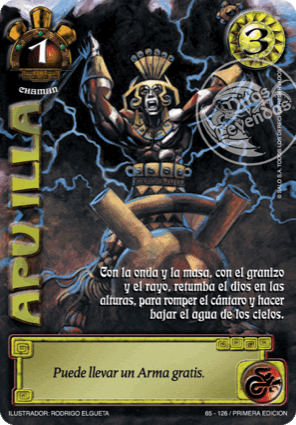 1
3
CHAMAN
Mitos
y
Leyendas
APU ILLA
Con la onda y la masa, con el granizo
y el rayo, retumba el dios en las
alturas, para romper el cántaro y hacer
bajar el agua de los cielos.
Puede llevar un Arma gratis.
ILUSTRADOR: RODRIGO ELGUETA
65 - 126 / PRIMERA EDICION